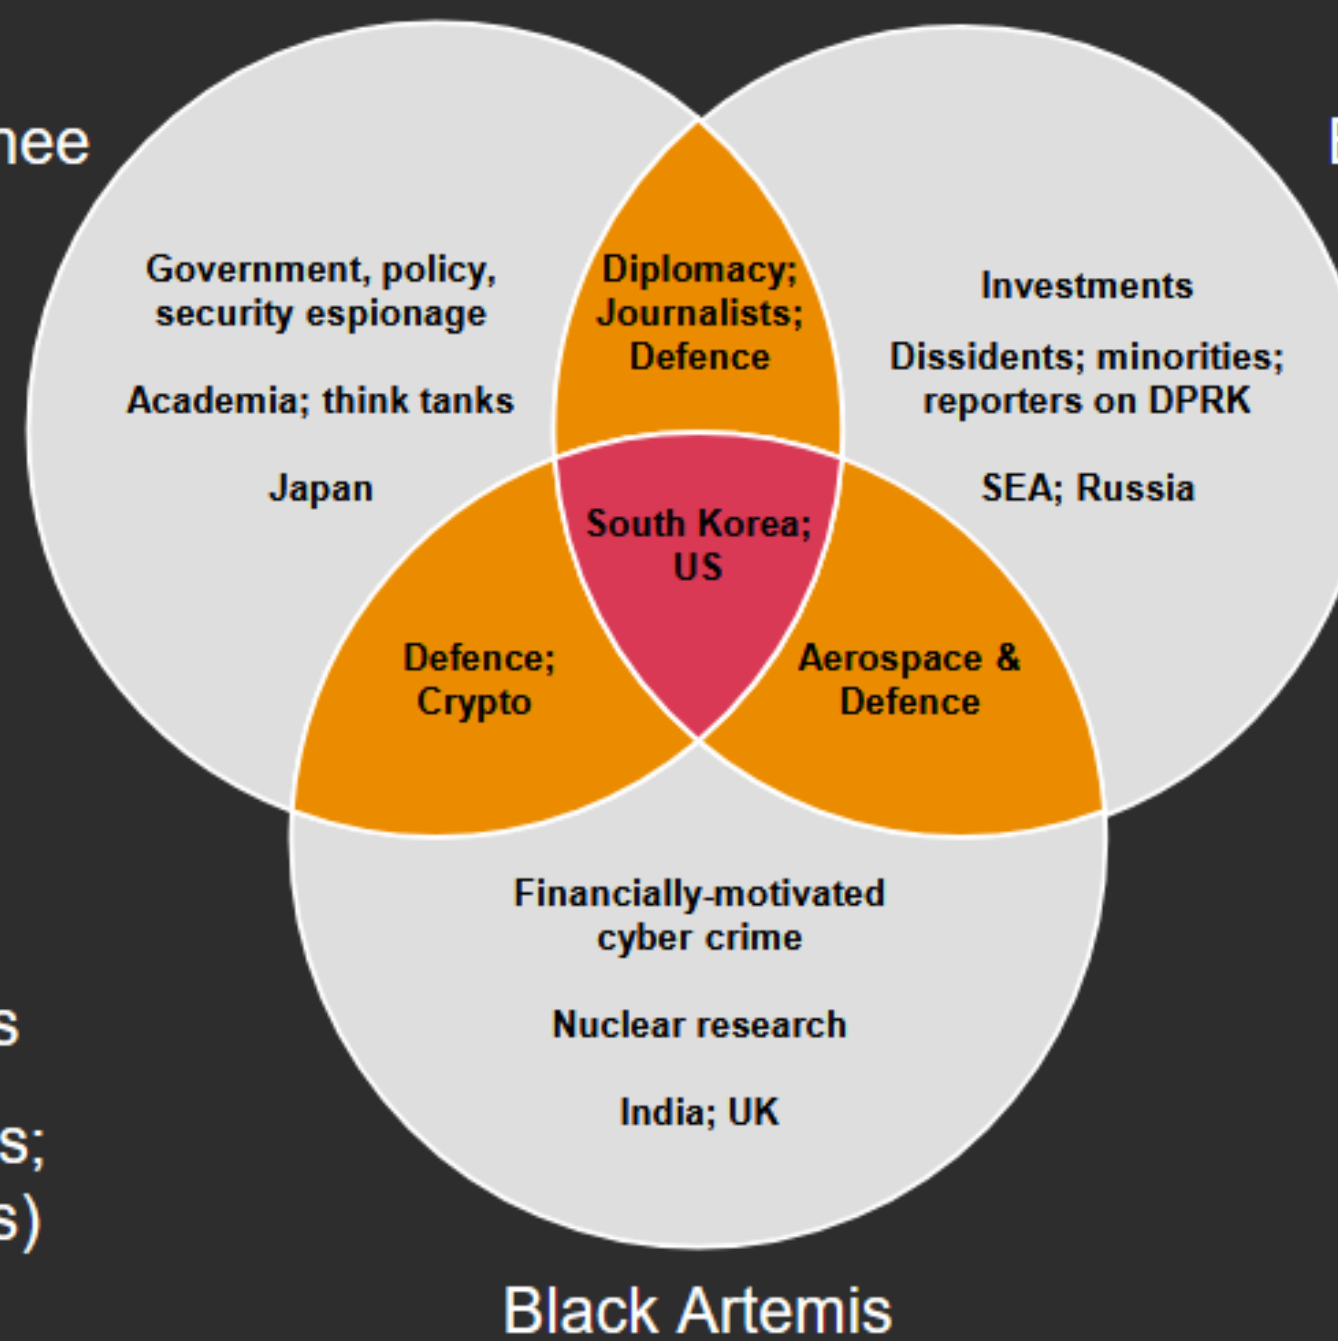 nee
Government, policy,
security espionage
Academia; think tanks
Japan
Diplomacy;
Journalists;
Defence
Investments
Dissidents; minorities;
reporters on DPRK
SEA; Russia
South Korea;
US
Defence;
Crypto
Aerospace &
Defence
Financially-motivated
cyber crime
Nuclear research
India; UK
s
s;
s)
Black Artemis